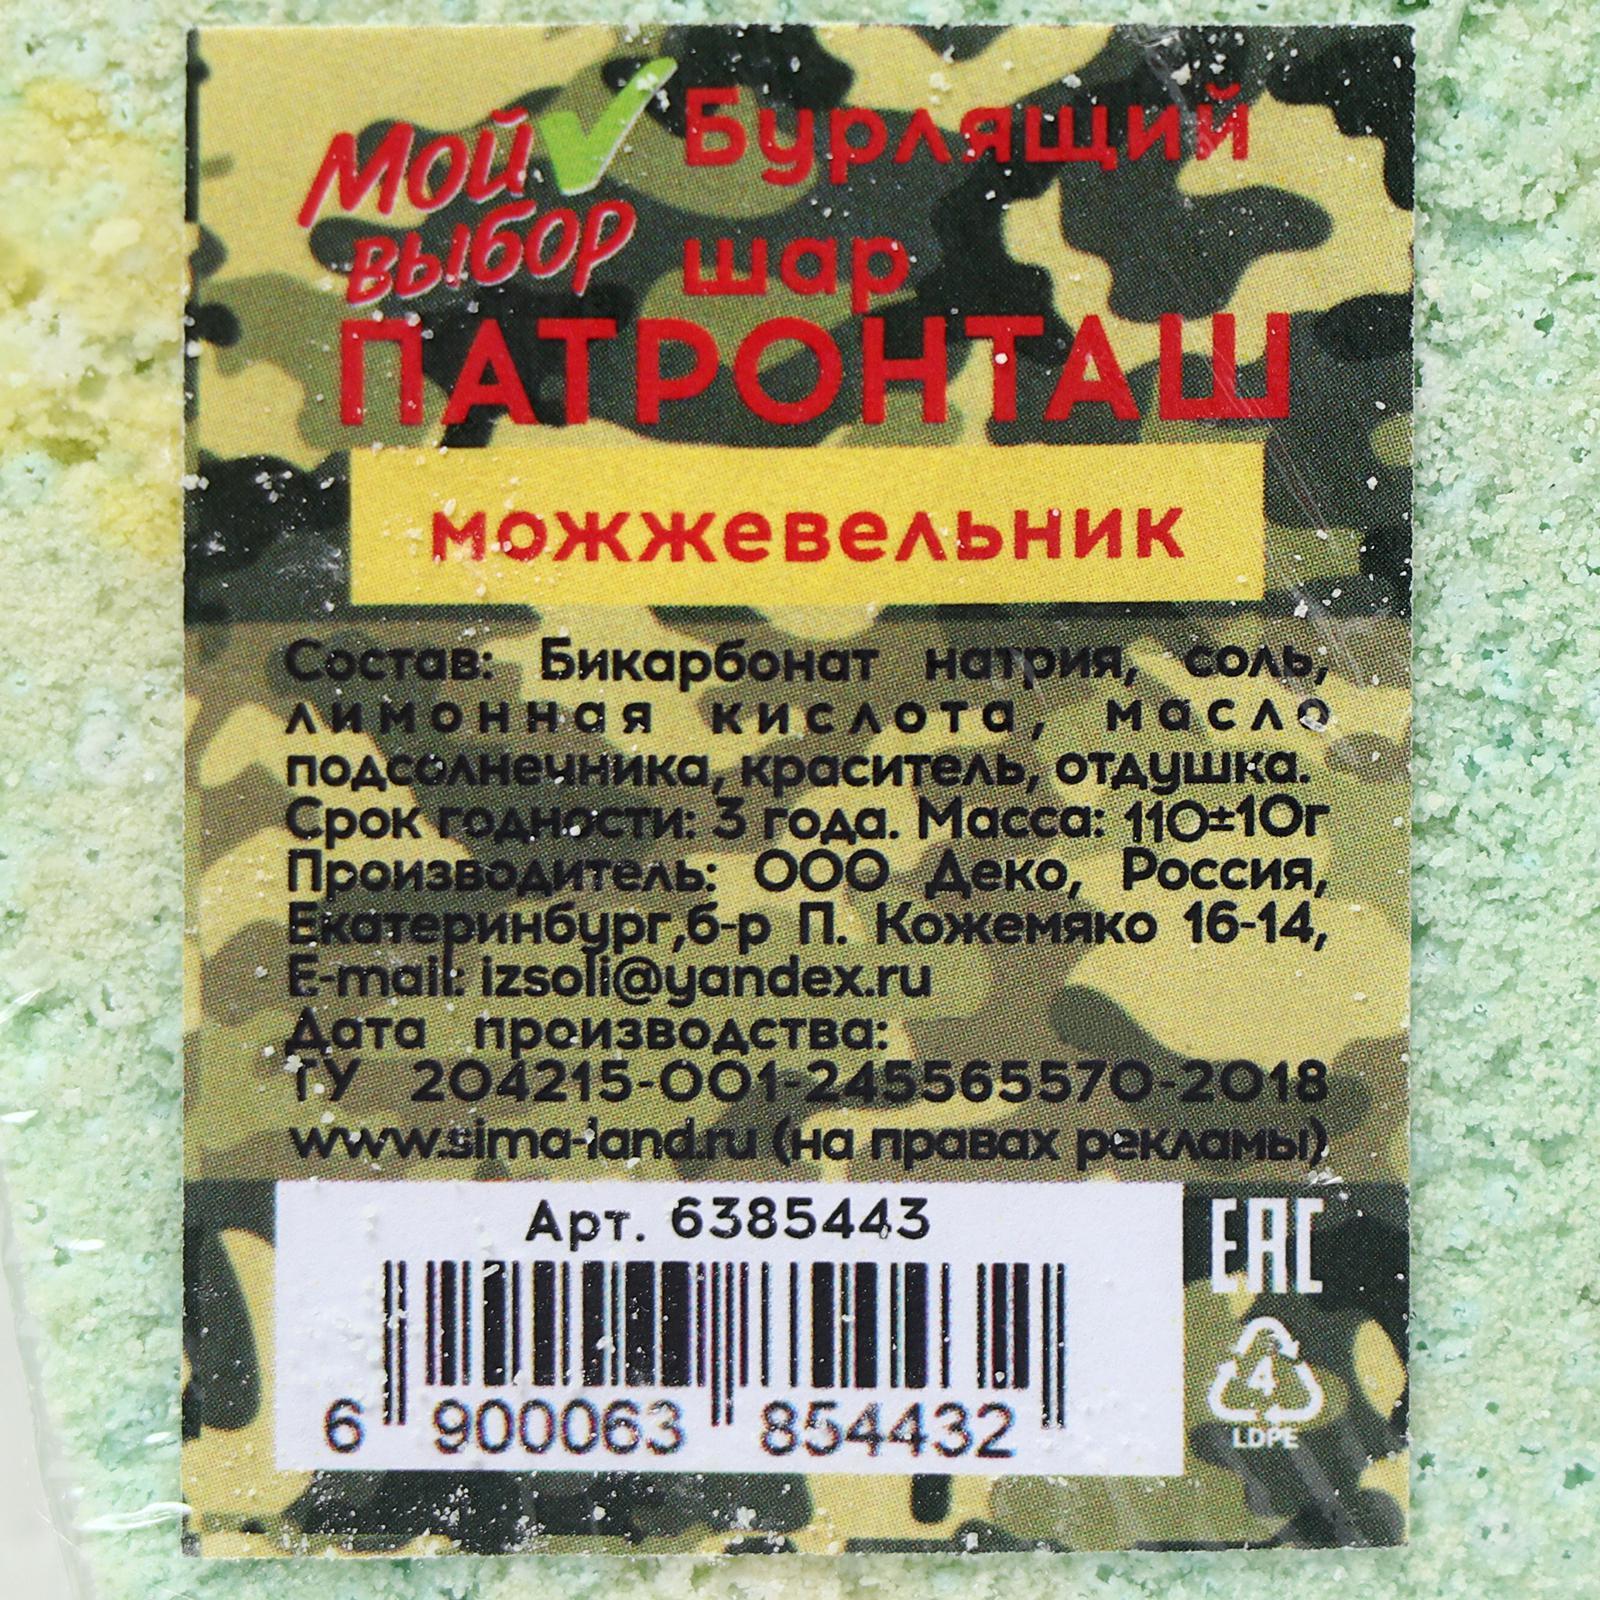 Мой
выбор
Бурлящий
шар
ПАТРОНТАШ
можжевельник
Состав: Бикарбонат натрия, соль,
лимонная кислота, масло
подсолнечника, краситель, отдушка.
Срок годности: 3 года. Масса: 110±10г
Производитель: ООО Деко, Россия,
Екатеринбург,б-р П. Кожемяко 16-14,
E-mail: izsoli@yandex.ru
Дата производства:
ТУ 204215-001-245565570-2018
www.sima-land.ru (на правах рекламы)
Арт. 6385443
6 900063 854432
EAC
4
LDPE